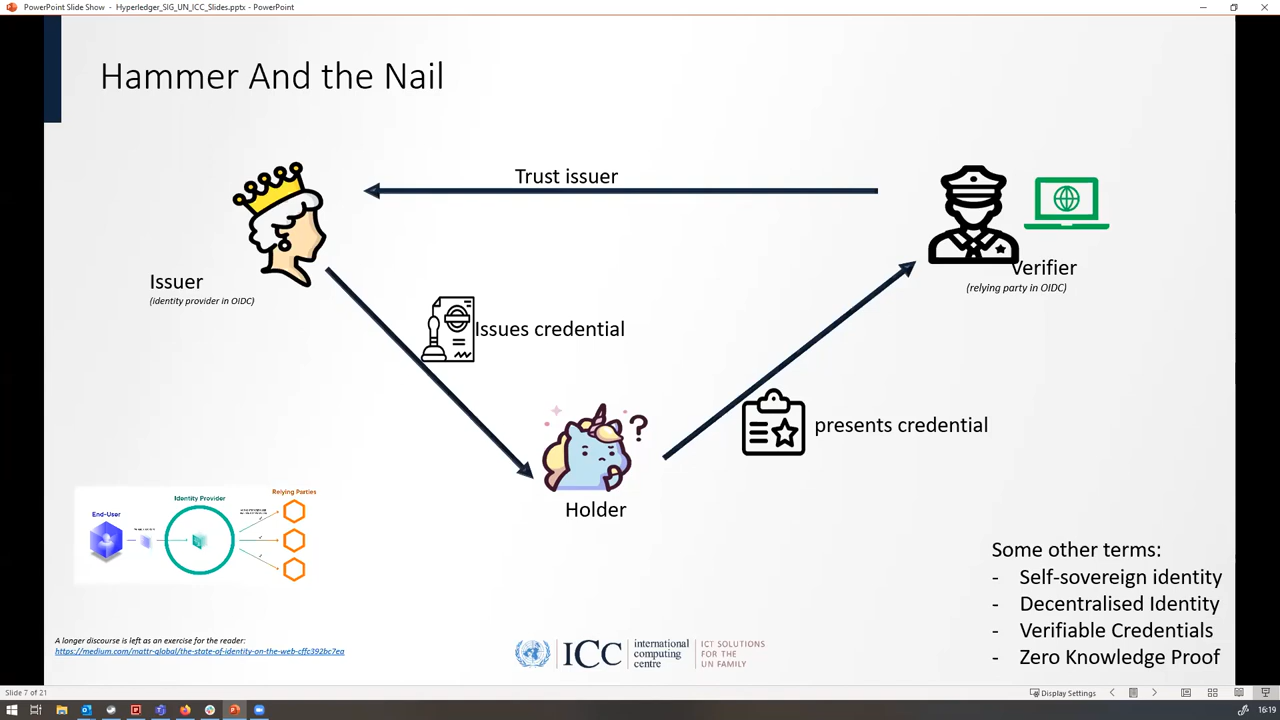 PowerPoint Slide Show - Hyperledger_SIG_UN_ICC_Slides.pptx - PowerPoint
Hammer And the Nail
Trust issuer
Issuer
(identity provider in OIDC)
Verifier
(relying party in OIDC)
Issues credential
presents credential
?
Holder
Relying Parties
Identity Provider
End-User
Some other terms:
- Self-sovereign identity
- Decentralised Identity
- Verifiable Credentials
- Zero Knowledge Proof
A longer discourse is left as an exercise for the reader:
https://medium.com/mattr-global/the-state-of-identity-on-the-web-cffc392bc7ea
ICC
international
computing
centre
ICT SOLUTIONS
FOR THE
UN FAMILY
Slide 7 of 21
Display Settings
16:19